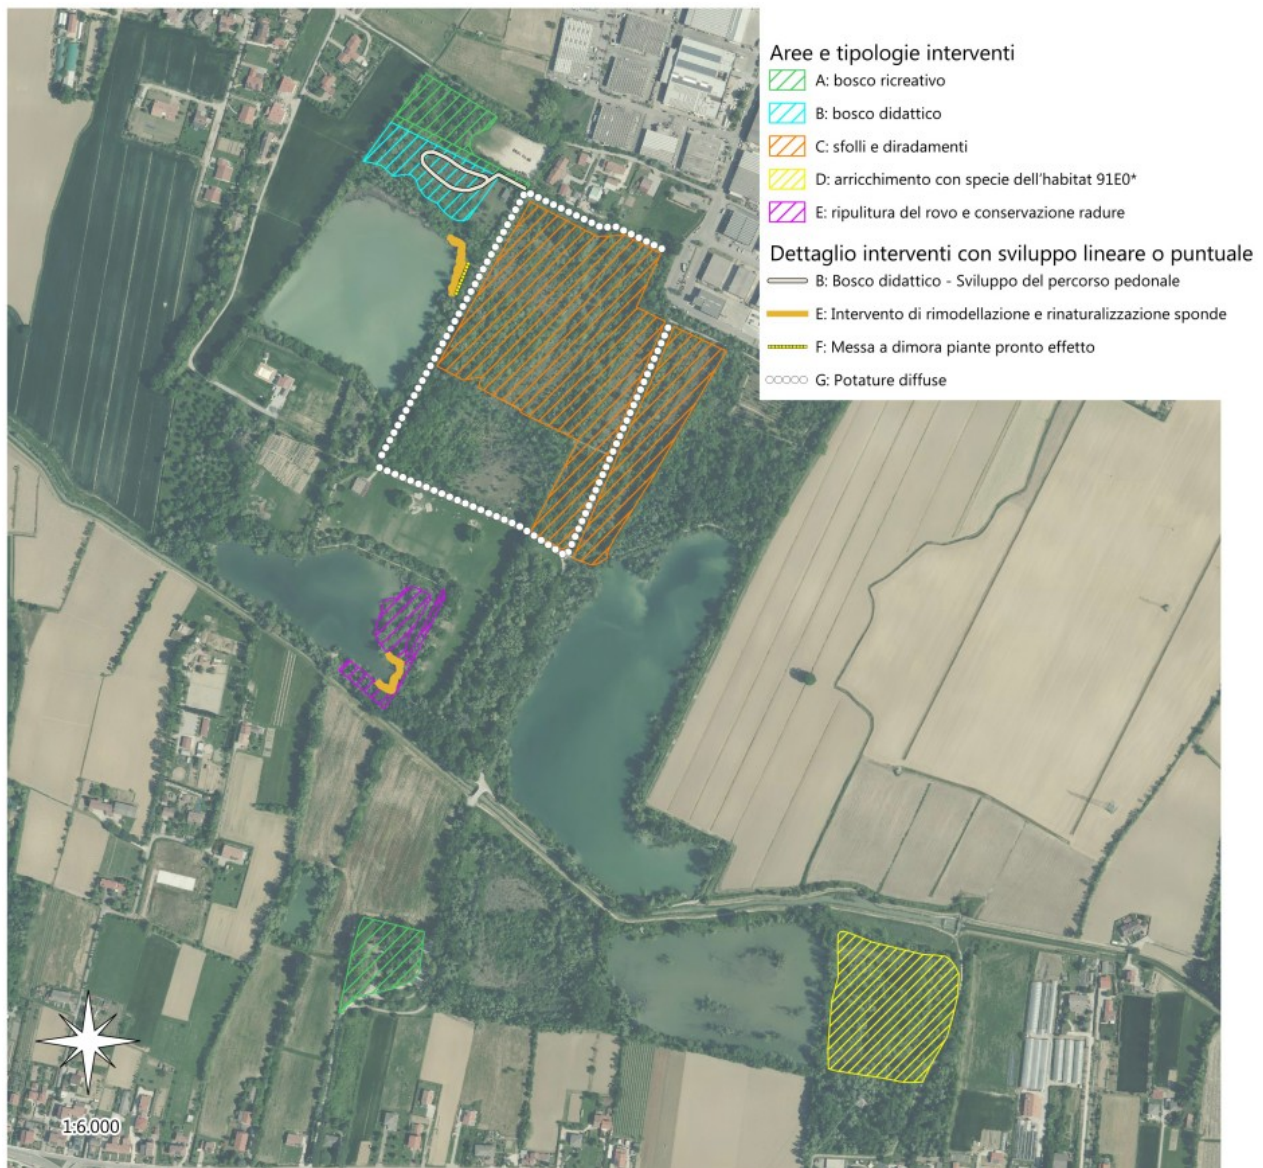 Aree e tipologie interventi
A: bosco ricreativo
B: bosco didattico
C: sfolli e diradamenti
D: arricchimento con specie dell'habitat 91E0*
E: ripulitura del rovo e conservazione radure
Dettaglio interventi con sviluppo lineare o puntuale
B: Bosco didattico - Sviluppo del percorso pedonale
E: Intervento di rimodellazione e rinaturalizzazione sponde
F: Messa a dimora piante pronto effetto
G: Potature diffuse
1:6.000